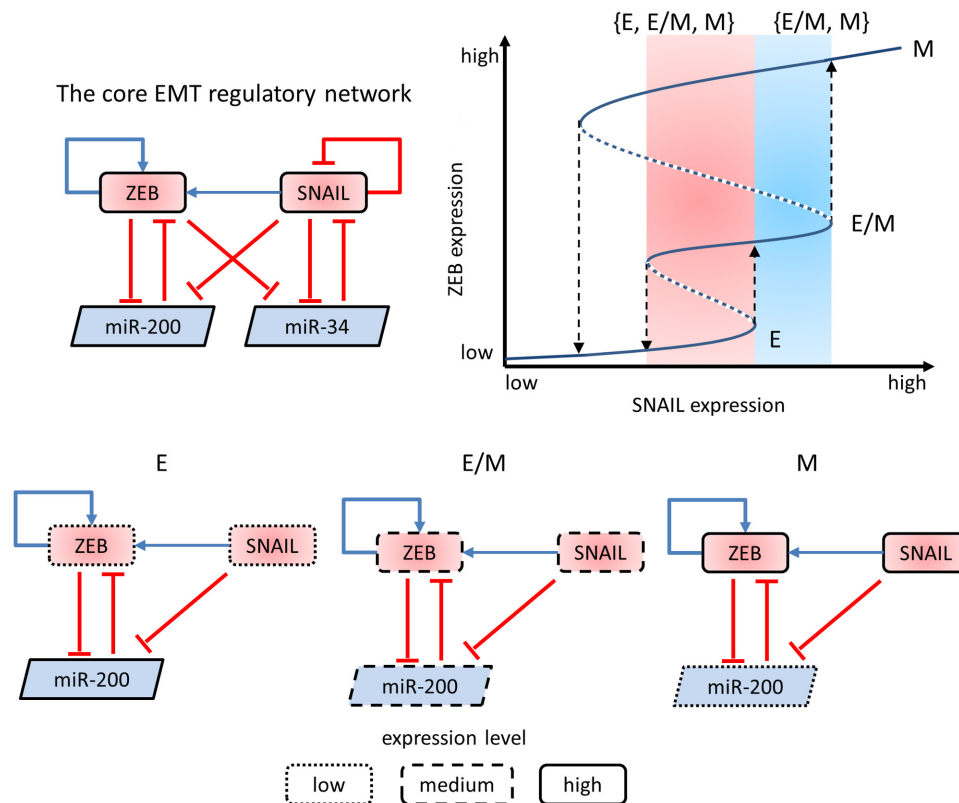 The core EMT regulatory network
ZEB
SNAIL
miR-200
miR-34
{E, E/M, M}
{E/M, M}
high
M
ZEB expression
E/M
E
low
low
high
SNAIL expression
E
E/M
M
ZEB
SNAIL
ZEB
SNAIL
ZEB
SNAIL
miR-200
miR-200
miR-200
expression level
low
medium
high